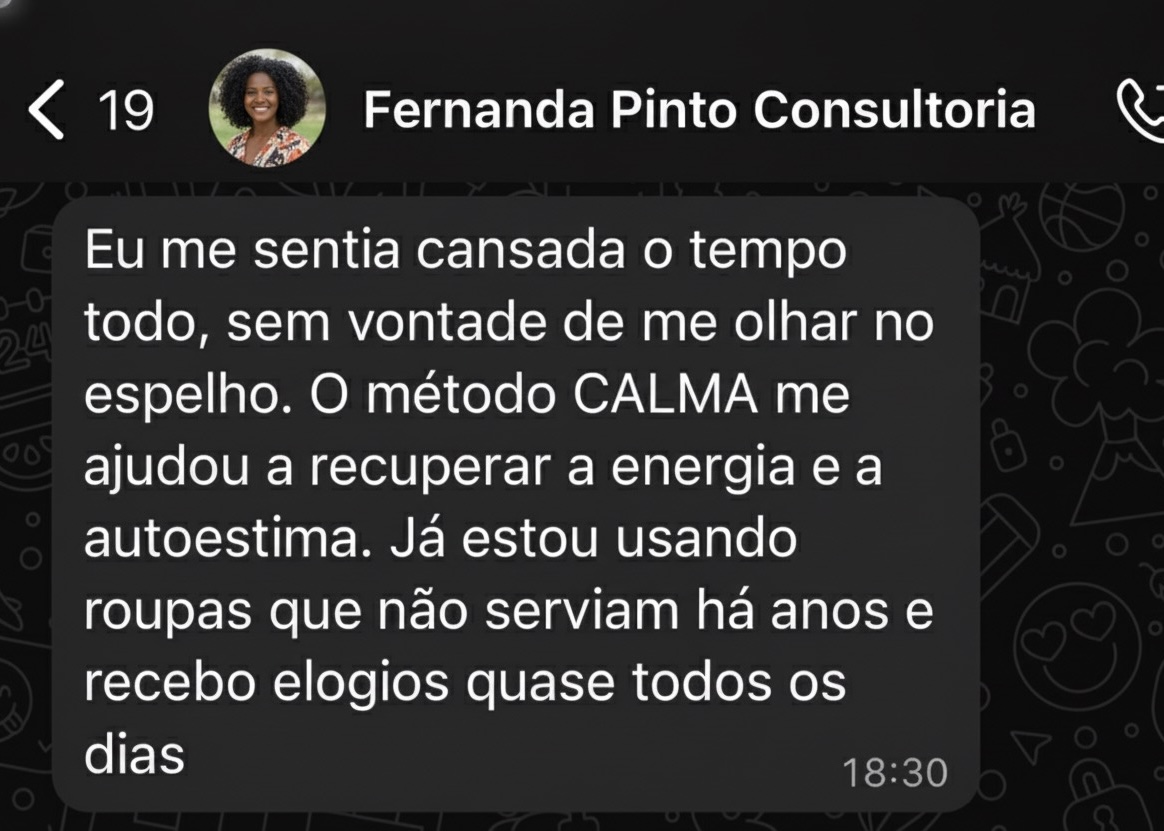 19
Fernanda Pinto Consultoria
Eu me sentia cansada o tempo
todo, sem vontade de me olhar no
espelho. O método CALMA me
ajudou a recuperar a energia e a
autoestima. Já estou usando
roupas que não serviam há anos e
recebo elogios quase todos os
dias
18:30
24